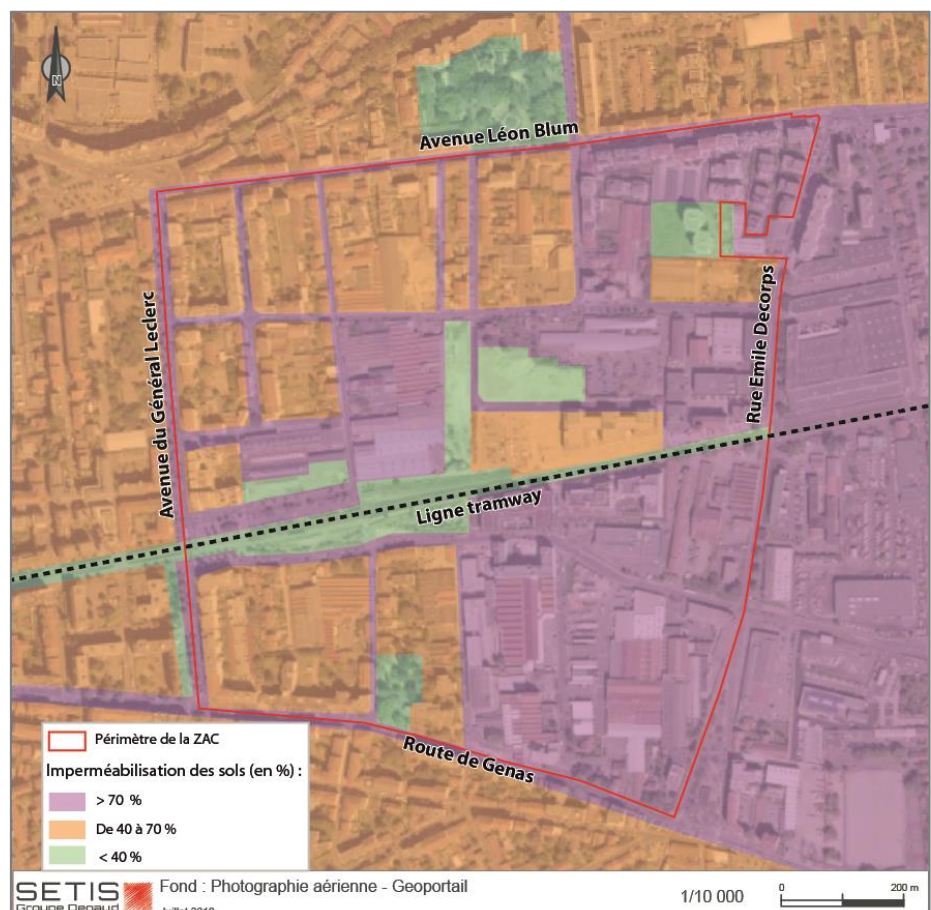 N
Avenue Léon Blum
Avenue du Général Leclerc
Rue Emile Decorps
Ligne tramway
Route de Genas
Périmètre de la ZAC
Imperméabilisation des sols (en %) :
> 70 %
De 40 à 70 %
< 40 %
SETIS
Groupe Degaud
Fond : Photographie aérienne - Geoportail
1/10 000
0 200 m